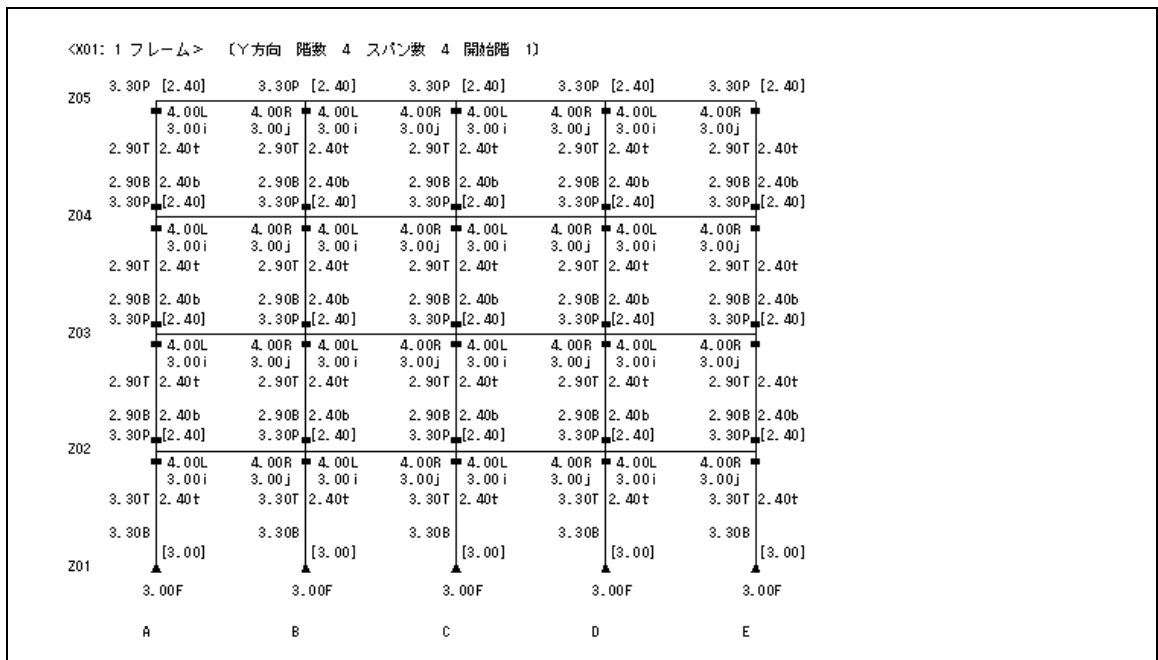 <X01: 1 フレーム> 〔Y方向 階数 4 スパン数 4 開始階 1〕
3.30P [2.40] 3.30P [2.40] 3.30P [2.40] 3.30P [2.40] 3.30P [2.40]
Z05
4.00L 4.00R 4.00L 4.00R 4.00L 4.00R 4.00L 4.00R
3.00i 3.00j 3.00i 3.00j 3.00i 3.00j 3.00i 3.00j
2.90T 2.40t 2.90T 2.40t 2.90T 2.40t 2.90T 2.40t 2.90T 2.40t
2.90B 2.40b 2.90B 2.40b 2.90B 2.40b 2.90B 2.40b 2.90B 2.40b
3.30P [2.40] 3.30P [2.40] 3.30P [2.40] 3.30P [2.40] 3.30P [2.40]
Z04
4.00L 4.00R 4.00L 4.00R 4.00L 4.00R 4.00L 4.00R
3.00i 3.00j 3.00i 3.00j 3.00i 3.00j 3.00i 3.00j
2.90T 2.40t 2.90T 2.40t 2.90T 2.40t 2.90T 2.40t 2.90T 2.40t
2.90B 2.40b 2.90B 2.40b 2.90B 2.40b 2.90B 2.40b 2.90B 2.40b
3.30P [2.40] 3.30P [2.40] 3.30P [2.40] 3.30P [2.40] 3.30P [2.40]
Z03
4.00L 4.00R 4.00L 4.00R 4.00L 4.00R 4.00L 4.00R
3.00i 3.00j 3.00i 3.00j 3.00i 3.00j 3.00i 3.00j
2.90T 2.40t 2.90T 2.40t 2.90T 2.40t 2.90T 2.40t 2.90T 2.40t
2.90B 2.40b 2.90B 2.40b 2.90B 2.40b 2.90B 2.40b 2.90B 2.40b
3.30P [2.40] 3.30P [2.40] 3.30P [2.40] 3.30P [2.40] 3.30P [2.40]
Z02
4.00L 4.00R 4.00L 4.00R 4.00L 4.00R 4.00L 4.00R
3.00i 3.00j 3.00i 3.00j 3.00i 3.00j 3.00i 3.00j
3.30T 2.40t 3.30T 2.40t 3.30T 2.40t 3.30T 2.40t 3.30T 2.40t
3.30B 3.30B 3.30B 3.30B 3.30B
[3.00] [3.00] [3.00] [3.00] [3.00]
Z01
3.00F 3.00F 3.00F 3.00F 3.00F
A B C D E